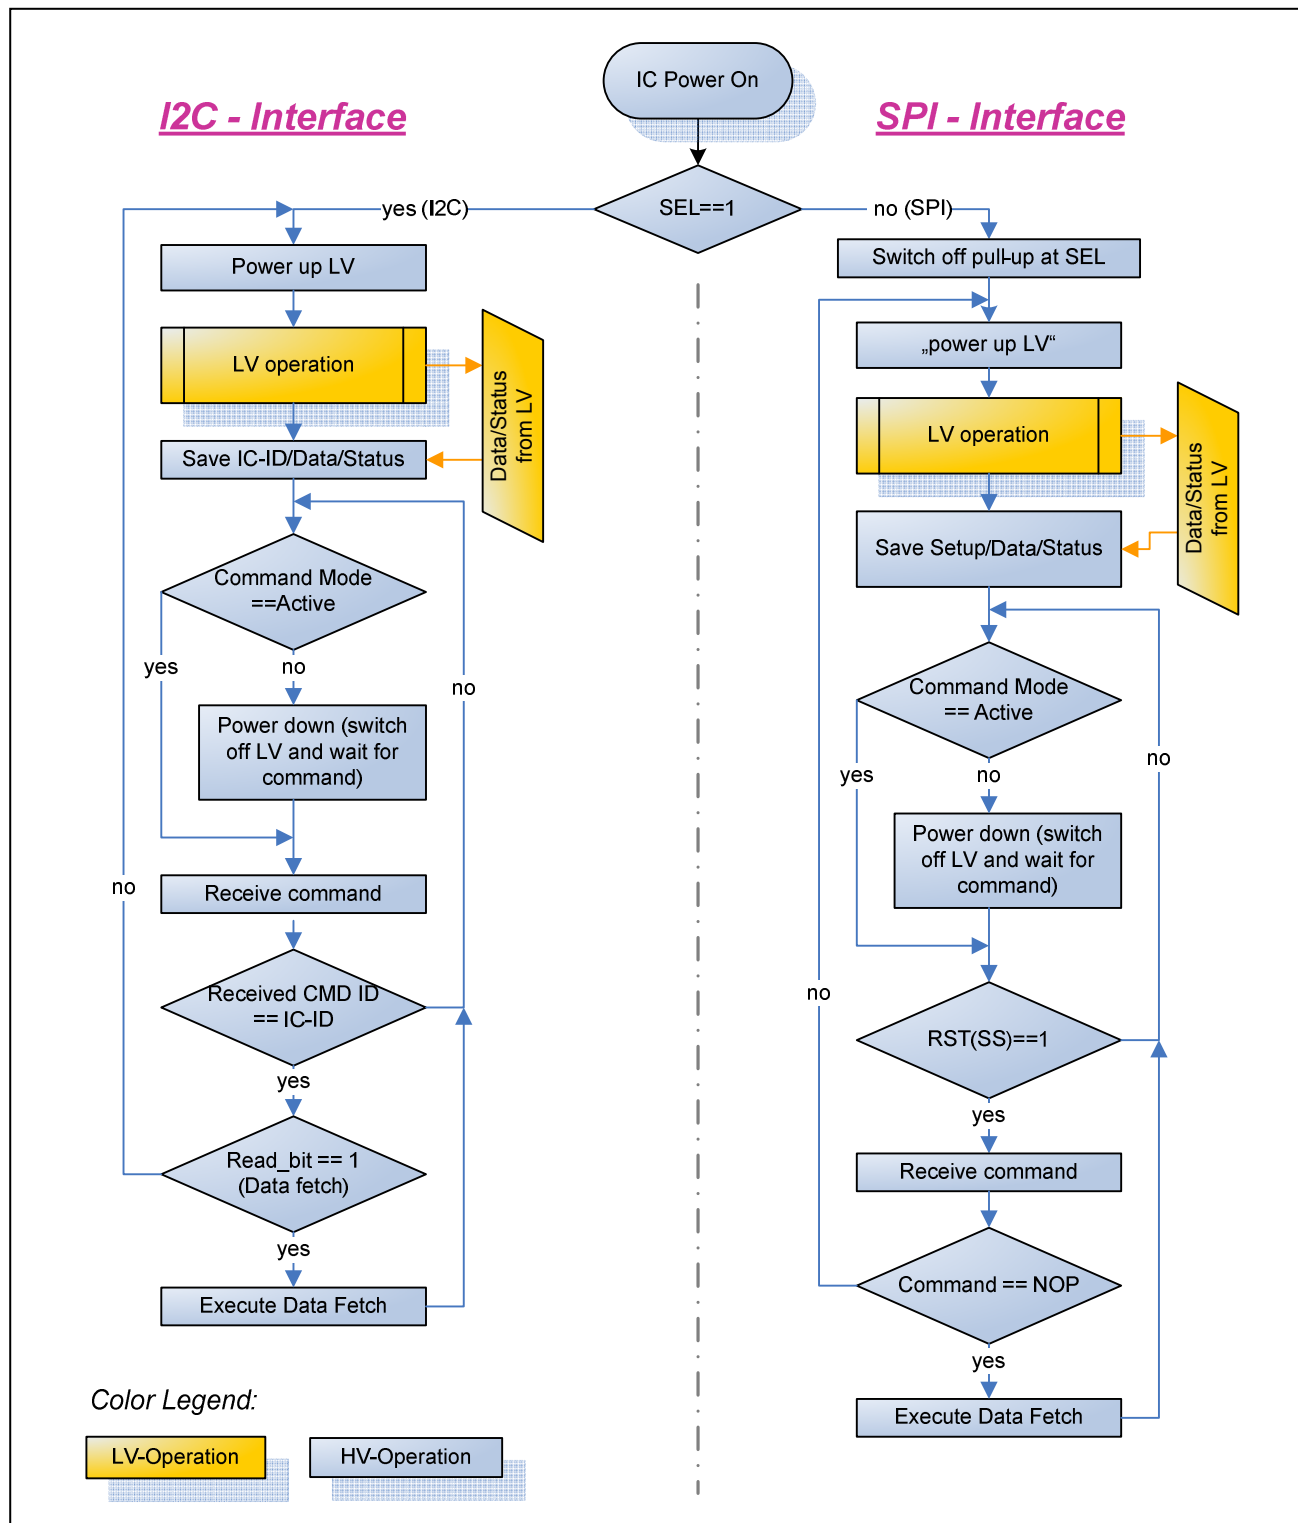 IC Power On
I2C - Interface
SPI - Interface
SEL==1
yes (I2C)
no (SPI)
Power up LV
LV operation
Data/Status
from LV
Save IC-ID/Data/Status
Command Mode
==Active
yes
no
no
Power down (switch
off LV and wait for
command)
no
Receive command
Received CMD ID
== IC-ID
yes
Read_bit == 1
(Data fetch)
yes
Execute Data Fetch
Switch off pull-up at SEL
„power up LV“
LV operation
Data/Status
from LV
Save Setup/Data/Status
Command Mode
== Active
yes
no
no
Power down (switch
off LV and wait for
command)
no
RST(SS)==1
yes
Receive command
Command == NOP
yes
Execute Data Fetch
Color Legend:
LV-Operation
HV-Operation